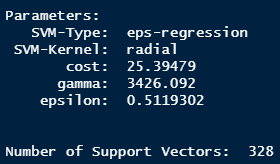 Parameters:
SVM-Type: eps-regression
SVM-Kernel: radial
cost: 25.39479
gamma: 3426.092
epsilon: 0.5119302
Number of Support Vectors: 328